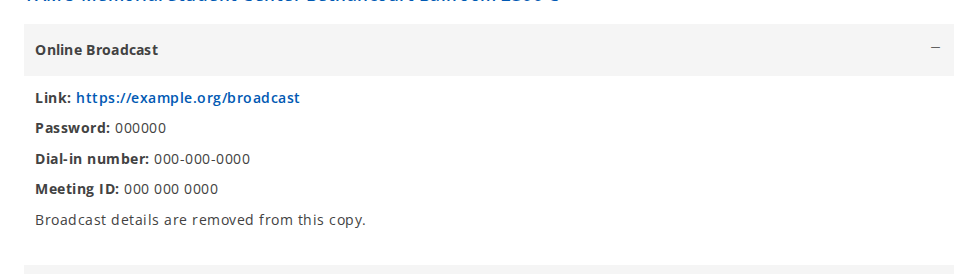 Online Broadcast
Link: https://example.org/broadcast
Password: 000000
Dial-in number: 000-000-0000
Meeting ID: 000 000 0000
Broadcast details are removed from this copy.